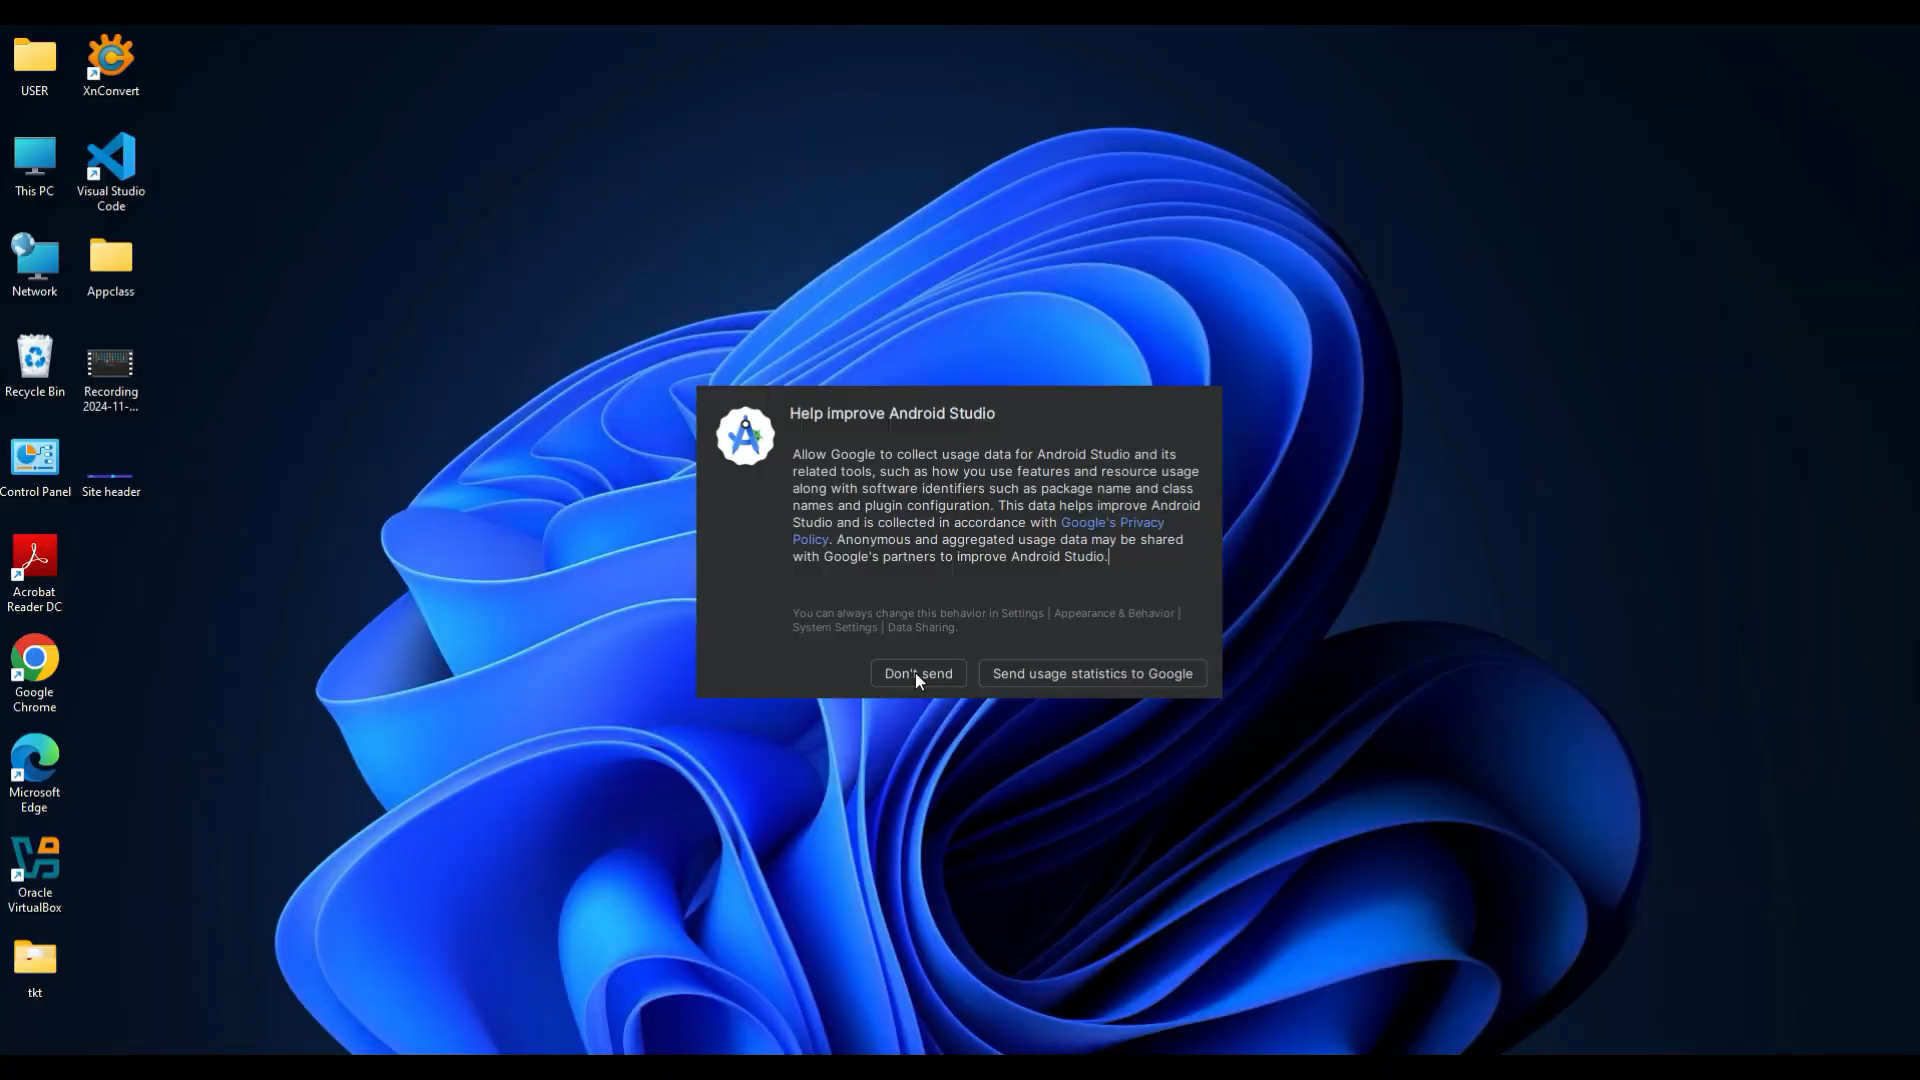 USER
XnConvert
This PC
Visual Studio
Code
Network
Appclass
Recycle Bin
Recording
2024-11-...
Control Panel
Site header
Acrobat
Reader DC
Google
Chrome
Microsoft
Edge
Oracle
VirtualBox
tkt
Help improve Android Studio
Allow Google to collect usage data for Android Studio and its
related tools, such as how you use features and resource usage
along with software identifiers such as package name and class
names and plugin configuration. This data helps improve Android
Studio and is collected in accordance with Google's Privacy
Policy. Anonymous and aggregated usage data may be shared
with Google's partners to improve Android Studio.
You can always change this behavior in Settings | Appearance & Behavior |
System Settings | Data Sharing.
Don't send
Send usage statistics to Google